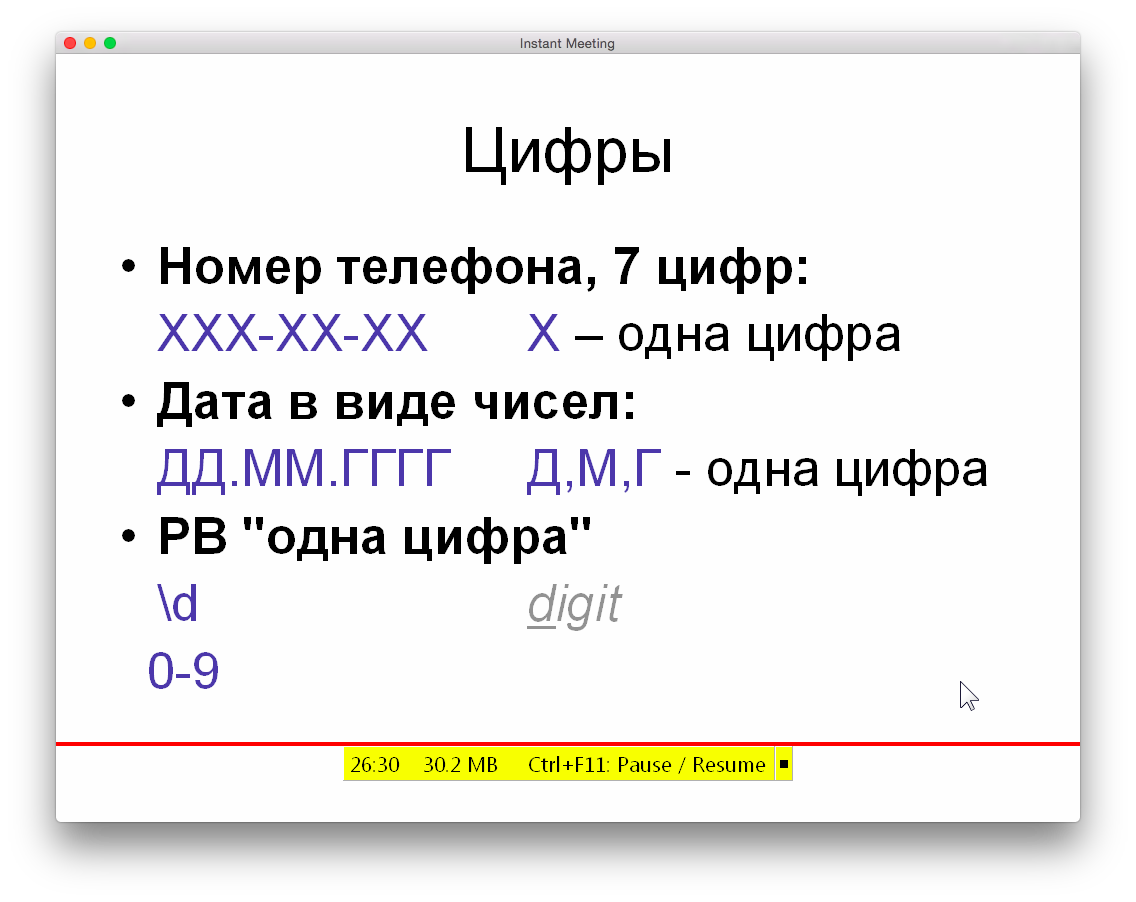 Instant Meeting
Цифры
• Номер телефона, 7 цифр:
XXX-XX-XX X – одна цифра
• Дата в виде чисел:
ДД.ММ.ГГГГ Д,М,Г - одна цифра
• РВ "одна цифра"
\d digit
0-9
26:30 30.2 MB Ctrl+F11: Pause / Resume